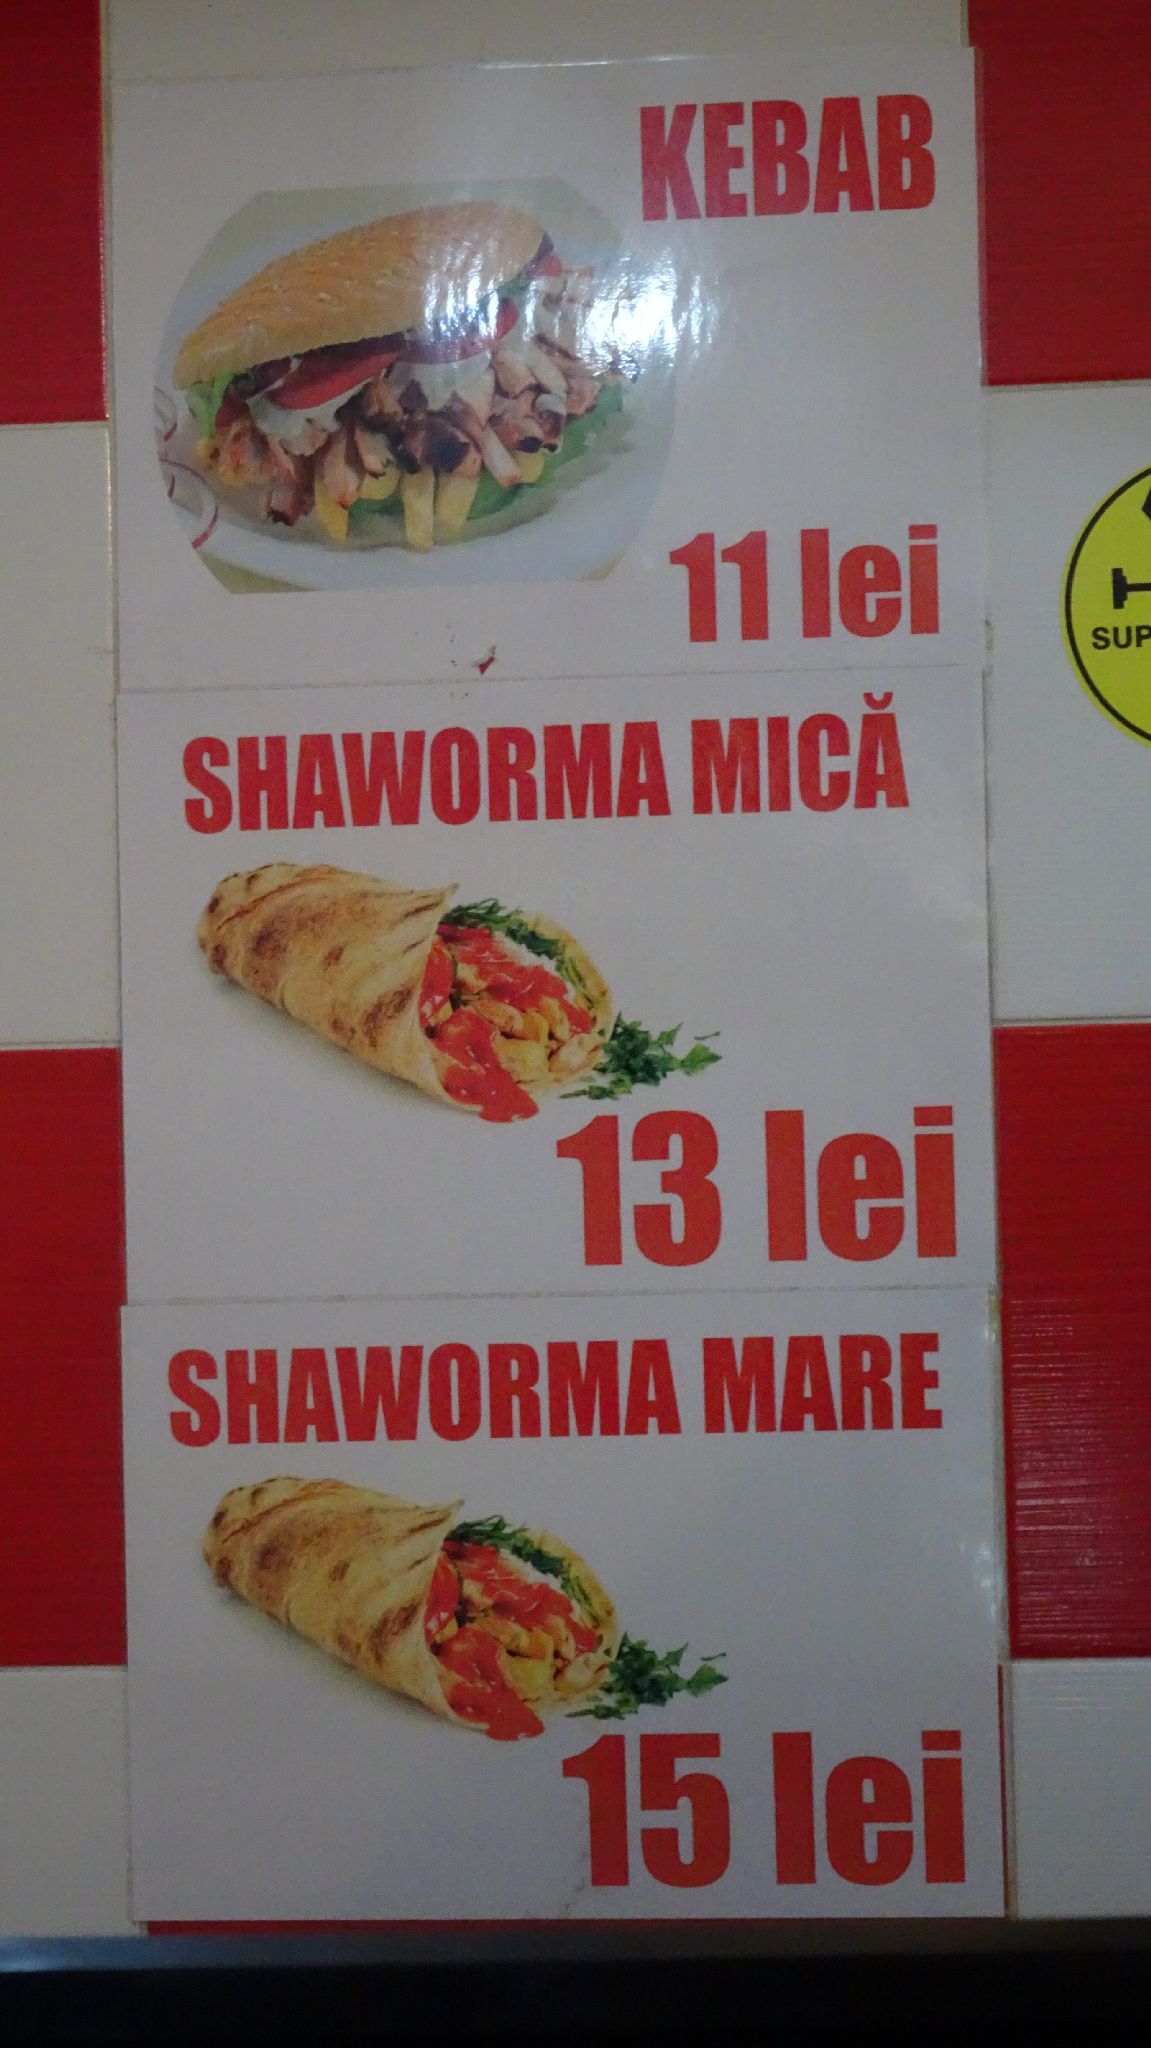 KEBAB
11 lei
SHAWORMA MICĂ
13 lei
SHAWORMA MARE
15 lei